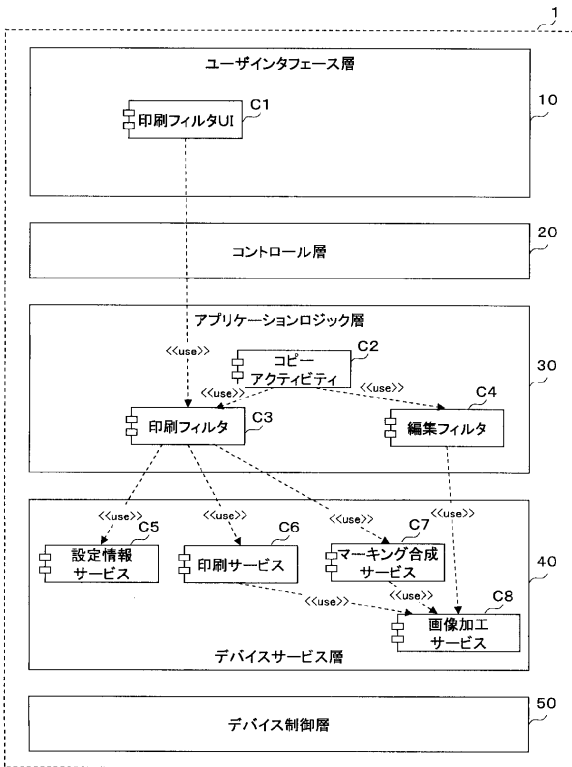 1
ユーザインタフェース層
10
C1
印刷フィルタUI
20
コントロール層
アプリケーションロジック層
30
<<use>>
C2
コピー
アクティビティ
<<use>>
<<use>>
C4
C3
印刷フィルタ
編集フィルタ
<<use>>
<<use>>
<<use>>
<<use>>
C5
C6
C7
40
設定情報
サービス
印刷サービス
マーキング合成
サービス
<<use>>
<<use>>
C8
画像加工
サービス
デバイスサービス層
50
デバイス制御層